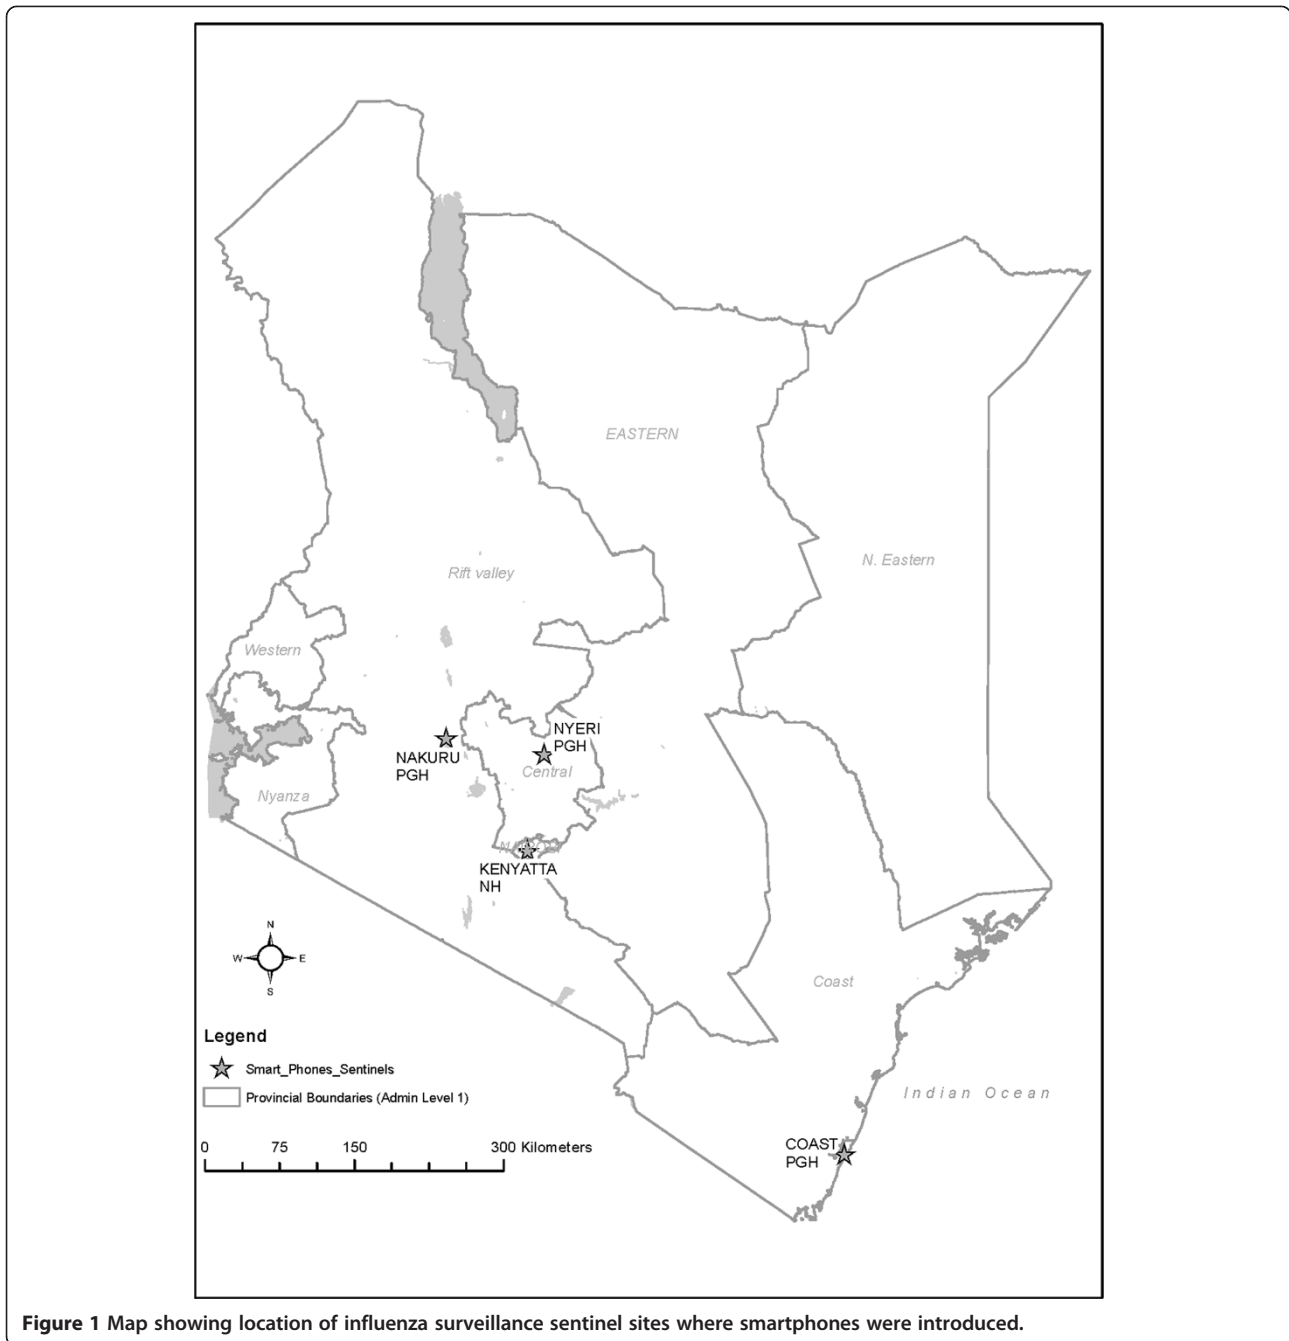 EASTERN
N. Eastern
Rift valley
Western
NYERI
PGH
NAKURU
PGH
Central
Nyanza
KENYATTA
NH
N
W
E
S
Coast
Legend
Smart_Phones_Sentinels
Provincial Boundaries (Admin Level 1)
Indian Ocean
0 75 150 300 Kilometers
COAST
PGH
Figure 1 Map showing location of influenza surveillance sentinel sites where smartphones were introduced.